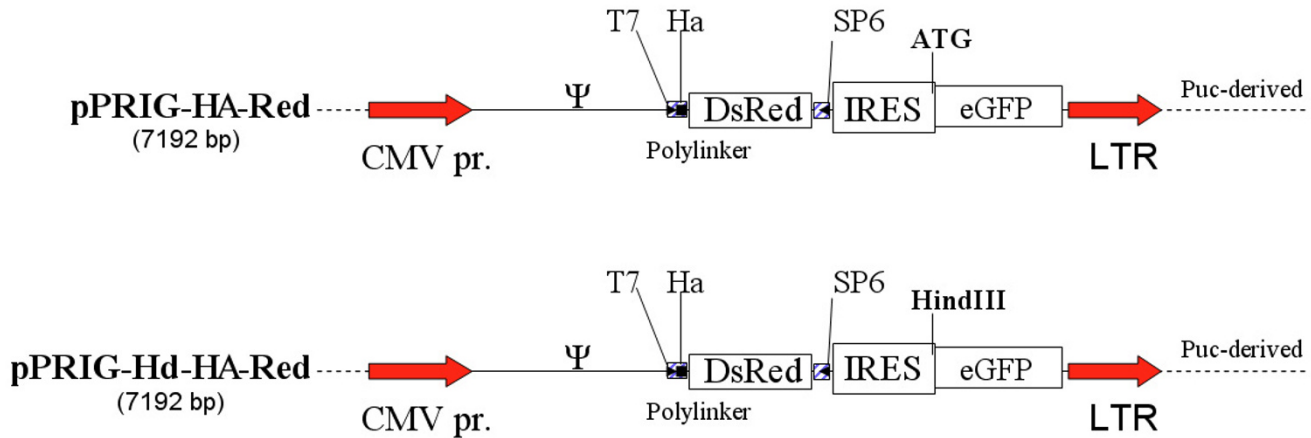 T7 Ha SP6
ATG
Ψ
Puc-derived
pPRIG-HA-Red
DsRed IRES eGFP
(7192 bp)
Polylinker
CMV pr. LTR
T7 Ha SP6
HindIII
Ψ
Puc-derived
pPRIG-Hd-HA-Red
DsRed IRES eGFP
(7192 bp)
Polylinker
CMV pr. LTR